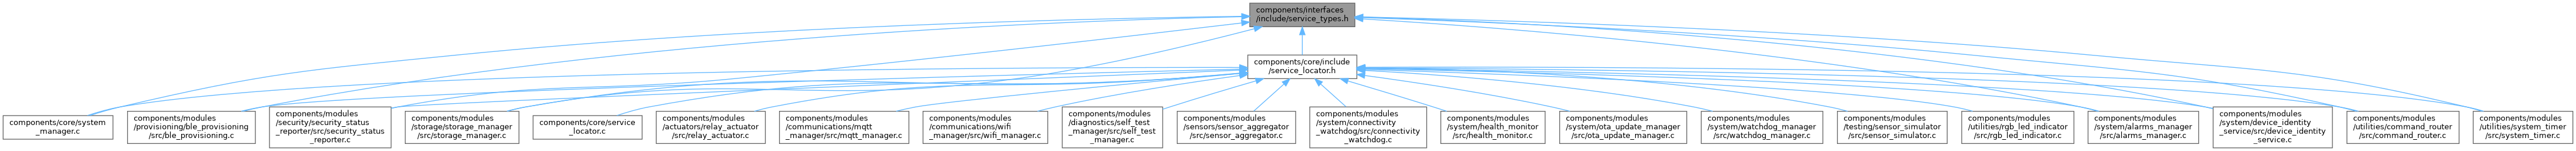 components/interfaces
/include/service_types.h
components/core/include
/service_locator.h
components/core/system
_manager.c
components/modules
/provisioning/ble_provisioning
/src/ble_provisioning.c
components/modules
/security/security_status
_reporter/src/security_status
_reporter.c
components/modules
/storage/storage_manager
/src/storage_manager.c
components/core/service
_locator.c
components/modules
/actuators/relay_actuator
/src/relay_actuator.c
components/modules
/communications/mqtt
_manager/src/mqtt_manager.c
components/modules
/communications/wifi
_manager/src/wifi_manager.c
components/modules
/diagnostics/self_test
_manager/src/self_test
_manager.c
components/modules
/sensors/sensor_aggregator
/src/sensor_aggregator.c
components/modules
/system/connectivity
_watchdog/src/connectivity
_watchdog.c
components/modules
/system/health_monitor
/src/health_monitor.c
components/modules
/system/ota_update_manager
/src/ota_update_manager.c
components/modules
/system/watchdog_manager
/src/watchdog_manager.c
components/modules
/testing/sensor_simulator
/src/sensor_simulator.c
components/modules
/utilities/rgb_led_indicator
/src/rgb_led_indicator.c
components/modules
/system/alarms_manager
/src/alarms_manager.c
components/modules
/system/device_identity
_service/src/device_identity
_service.c
components/modules
/utilities/command_router
/src/command_router.c
components/modules
/utilities/system_timer
/src/system_timer.c